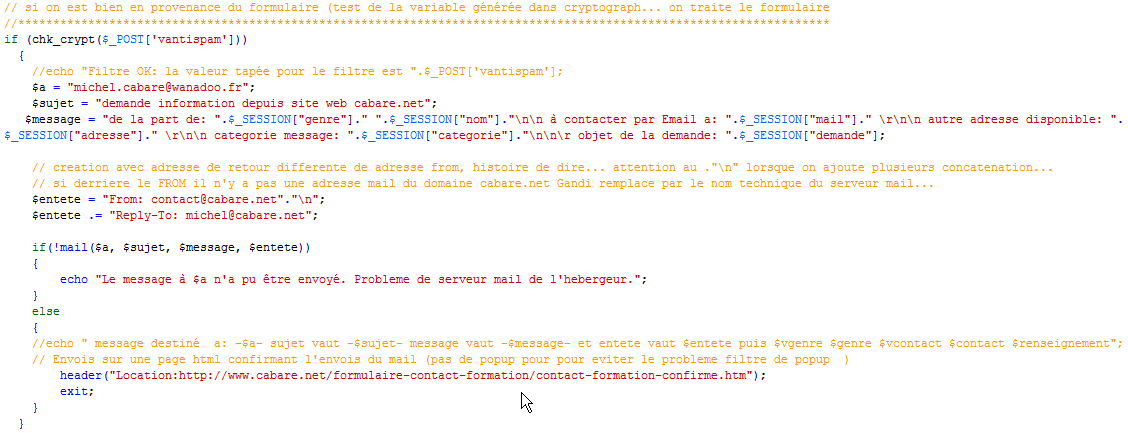 // si on est bien en provenance du formulaire (test de la variable générée dans cryptograph... on traite le formulaire
//*********************************************************************************************************************
if (chk_crypt($_POST['vantispam']))
{
//echo "Filtre OK: la valeur tapée pour le filtre est ".$_POST['vantispam'];
$a = "michel.cabare@wanadoo.fr";
$sujet = "demande information depuis site web cabare.net";
$message = "de la part de: ".$_SESSION["genre"]." ".$_SESSION["nom"]."\n\n à contacter par Email a: ".$_SESSION["mail"]." \r\n\n autre adresse disponible: ".
$_SESSION["adresse"]." \r\n\n categorie message: ".$_SESSION["categorie"]."\n\n\r objet de la demande: ".$_SESSION["demande"];
// creation avec adresse de retour differente de adresse from, histoire de dire... attention au ."\n" lorsque on ajoute plusieurs concatenation...
// si derriere le FROM il n'y a pas une adresse mail du domaine cabare.net Gandi remplace par le nom technique du serveur mail...
$entete = "From: contact@cabare.net"."\n";
$entete .= "Reply-To: michel@cabare.net";
if(!mail($a, $sujet, $message, $entete))
{
echo "Le message à $a n'a pu être envoyé. Probleme de serveur mail de l'hebergeur.";
}
else
{
//echo " message destiné  a: -$a- sujet vaut -$sujet- message vaut -$message- et entete vaut $entete puis $vgenre $genre $vcontact $contact $renseignement";
// Envois sur une page html confirmant l'envois du mail (pas de popup pour pour eviter le probleme filtre de popup  )
header("Location:http://www.cabare.net/formulaire-contact-formation/contact-formation-confirme.htm");
exit;
}
}